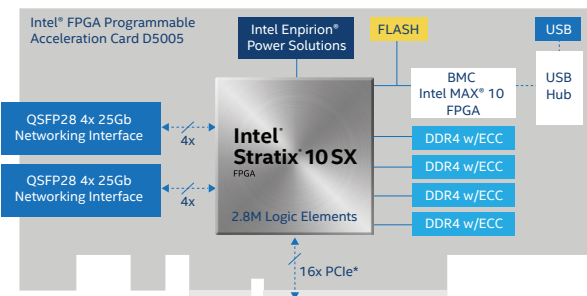 Intel® FPGA Programmable
Acceleration Card D5005
Intel Enpirion®
Power Solutions
FLASH
USB
BMC
Intel MAX® 10
FPGA
USB
Hub
QSFP28 4x 25Gb
Networking Interface
4x
QSFP28 4x 25Gb
Networking Interface
4x
Intel®
Stratix® 10 SX
FPGA
2.8M Logic Elements
DDR4 w/ECC
DDR4 w/ECC
DDR4 w/ECC
DDR4 w/ECC
16x PCIe*